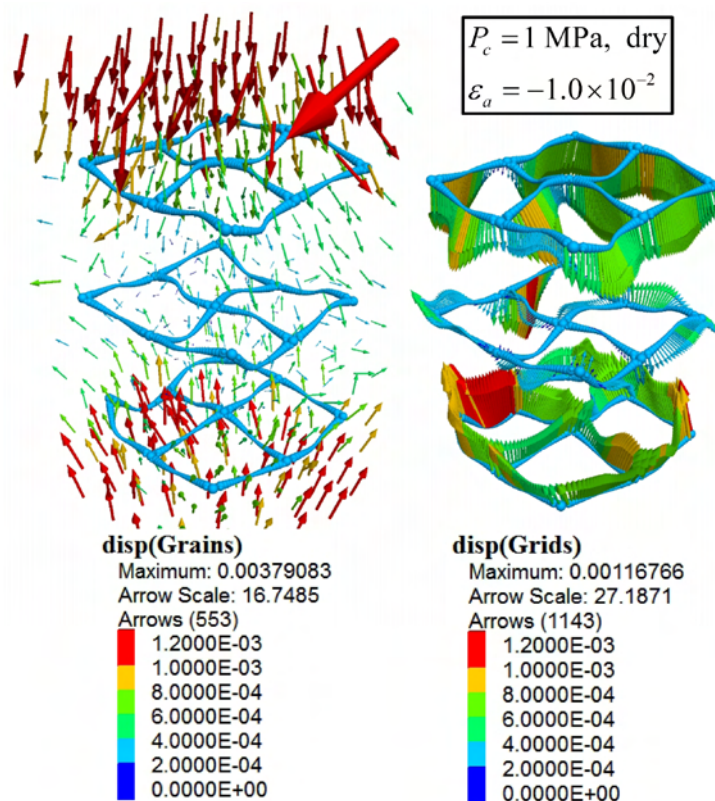 P_c = 1 MPa, dry
ε_a = −1.0×10⁻²
disp(Grains)
Maximum: 0.00379083
Arrow Scale: 16.7485
Arrows (553)
1.2000E-03
1.0000E-03
8.0000E-04
6.0000E-04
4.0000E-04
2.0000E-04
0.0000E+00
disp(Grids)
Maximum: 0.00116766
Arrow Scale: 27.1871
Arrows (1143)
1.2000E-03
1.0000E-03
8.0000E-04
6.0000E-04
4.0000E-04
2.0000E-04
0.0000E+00